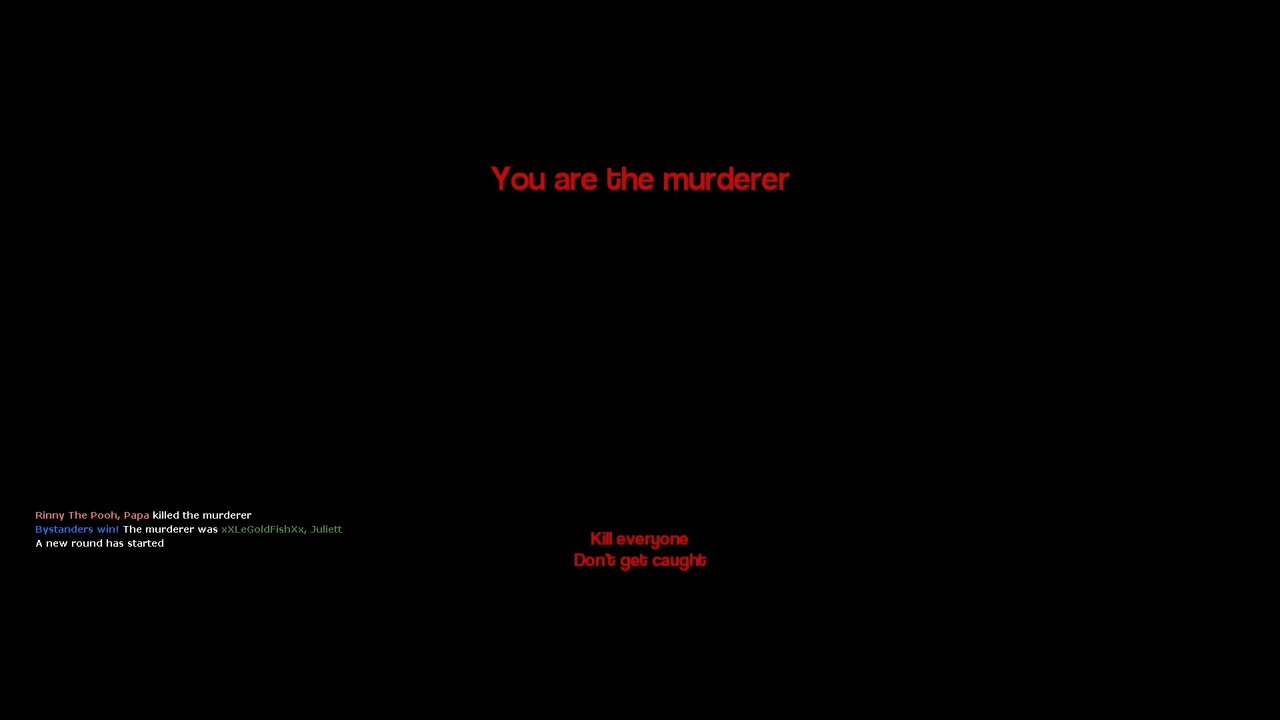 You are the murderer
Rinny The Pooh, Papa killed the murderer
Bystanders win! The murderer was xXLeGoldFishXx, Juliett
A new round has started
Kill everyone
Don't get caught